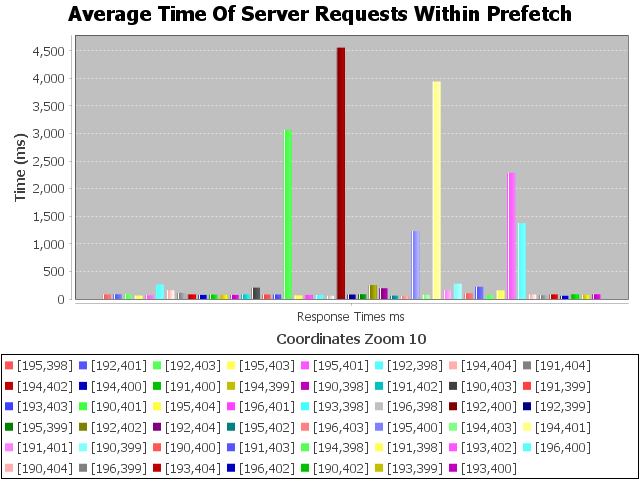 Average Time Of Server Requests Within Prefetch
4,500
4,000
3,500
3,000
2,500
2,000
1,500
1,000
500
0
Time (ms)
Response Times ms
Coordinates Zoom 10
[195,398] [192,401] [192,403] [195,403] [195,401] [192,398] [194,404] [191,404]
[194,402] [194,400] [191,400] [194,399] [190,398] [191,402] [190,403] [191,399]
[193,403] [190,401] [195,404] [196,401] [193,398] [196,398] [192,400] [192,399]
[195,399] [192,402] [192,404] [195,402] [196,403] [195,400] [194,403] [194,401]
[191,401] [190,399] [190,400] [191,403] [194,398] [191,398] [193,402] [196,400]
[190,404] [196,399] [193,404] [196,402] [190,402] [193,399] [193,400]